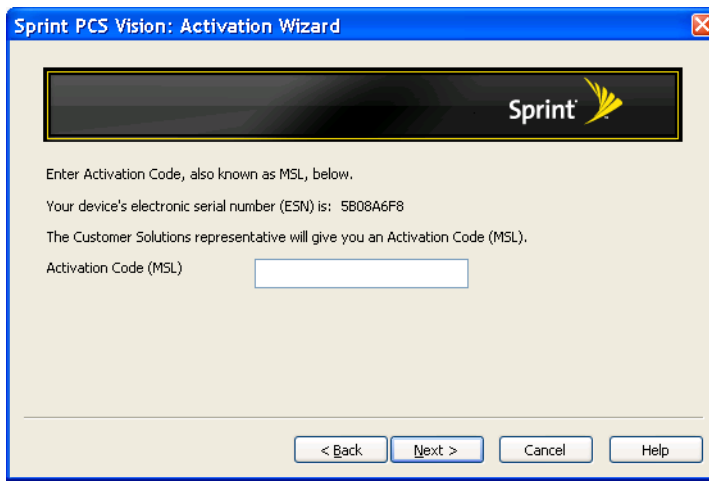 Sprint PCS Vision: Activation Wizard
Sprint
Enter Activation Code, also known as MSL, below.
Your device's electronic serial number (ESN) is: 5B08A6F8
The Customer Solutions representative will give you an Activation Code (MSL).
Activation Code (MSL)
< Back Next > Cancel Help